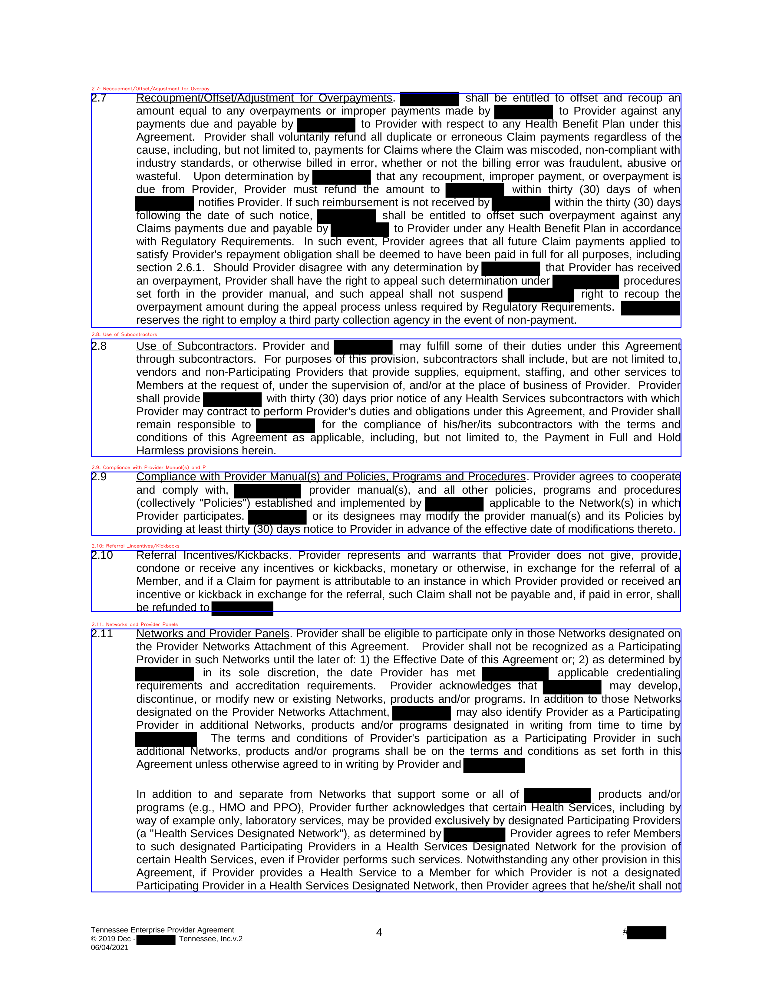 2.7: Recoupment/Offset/Adjustment for Overpay
2.7 Recoupment/Offset/Adjustment for Overpayments. shall be entitled to offset and recoup an
amount equal to any overpayments or improper payments made by to Provider against any
payments due and payable by to Provider with respect to any Health Benefit Plan under this
Agreement. Provider shall voluntarily refund all duplicate or erroneous Claim payments regardless of the
cause, including, but not limited to, payments for Claims where the Claim was miscoded, non-compliant with
industry standards, or otherwise billed in error, whether or not the billing error was fraudulent, abusive or
wasteful. Upon determination by that any recoupment, improper payment, or overpayment is
due from Provider, Provider must refund the amount to within thirty (30) days of when
notifies Provider. If such reimbursement is not received by within the thirty (30) days
following the date of such notice, shall be entitled to offset such overpayment against any
Claims payments due and payable by to Provider under any Health Benefit Plan in accordance
with Regulatory Requirements. In such event, Provider agrees that all future Claim payments applied to
satisfy Provider's repayment obligation shall be deemed to have been paid in full for all purposes, including
section 2.6.1. Should Provider disagree with any determination by that Provider has received
an overpayment, Provider shall have the right to appeal such determination under procedures
set forth in the provider manual, and such appeal shall not suspend right to recoup the
overpayment amount during the appeal process unless required by Regulatory Requirements.
reserves the right to employ a third party collection agency in the event of non-payment.
2.8: Use of Subcontractors
2.8 Use of Subcontractors. Provider and may fulfill some of their duties under this Agreement
through subcontractors. For purposes of this provision, subcontractors shall include, but are not limited to,
vendors and non-Participating Providers that provide supplies, equipment, staffing, and other services to
Members at the request of, under the supervision of, and/or at the place of business of Provider. Provider
shall provide with thirty (30) days prior notice of any Health Services subcontractors with which
Provider may contract to perform Provider's duties and obligations under this Agreement, and Provider shall
remain responsible to for the compliance of his/her/its subcontractors with the terms and
conditions of this Agreement as applicable, including, but not limited to, the Payment in Full and Hold
Harmless provisions herein.
2.9: Compliance with Provider Manual(s) and P
2.9 Compliance with Provider Manual(s) and Policies, Programs and Procedures. Provider agrees to cooperate
and comply with, provider manual(s), and all other policies, programs and procedures
(collectively "Policies") established and implemented by applicable to the Network(s) in which
Provider participates. or its designees may modify the provider manual(s) and its Policies by
providing at least thirty (30) days notice to Provider in advance of the effective date of modifications thereto.
2.10: Referral _Incentives/Kickbacks
2.10 Referral Incentives/Kickbacks. Provider represents and warrants that Provider does not give, provide,
condone or receive any incentives or kickbacks, monetary or otherwise, in exchange for the referral of a
Member, and if a Claim for payment is attributable to an instance in which Provider provided or received an
incentive or kickback in exchange for the referral, such Claim shall not be payable and, if paid in error, shall
be refunded to
2.11: Networks and Provider Panels
2.11 Networks and Provider Panels. Provider shall be eligible to participate only in those Networks designated on
the Provider Networks Attachment of this Agreement. Provider shall not be recognized as a Participating
Provider in such Networks until the later of: 1) the Effective Date of this Agreement or; 2) as determined by
in its sole discretion, the date Provider has met applicable credentialing
requirements and accreditation requirements. Provider acknowledges that may develop,
discontinue, or modify new or existing Networks, products and/or programs. In addition to those Networks
designated on the Provider Networks Attachment, may also identify Provider as a Participating
Provider in additional Networks, products and/or programs designated in writing from time to time by
The terms and conditions of Provider's participation as a Participating Provider in such
additional Networks, products and/or programs shall be on the terms and conditions as set forth in this
Agreement unless otherwise agreed to in writing by Provider and
In addition to and separate from Networks that support some or all of products and/or
programs (e.g., HMO and PPO), Provider further acknowledges that certain Health Services, including by
way of example only, laboratory services, may be provided exclusively by designated Participating Providers
(a "Health Services Designated Network"), as determined by Provider agrees to refer Members
to such designated Participating Providers in a Health Services Designated Network for the provision of
certain Health Services, even if Provider performs such services. Notwithstanding any other provision in this
Agreement, if Provider provides a Health Service to a Member for which Provider is not a designated
Participating Provider in a Health Services Designated Network, then Provider agrees that he/she/it shall not
Tennessee Enterprise Provider Agreement
© 2019 Dec - Tennessee, Inc.v.2
06/04/2021
4
#